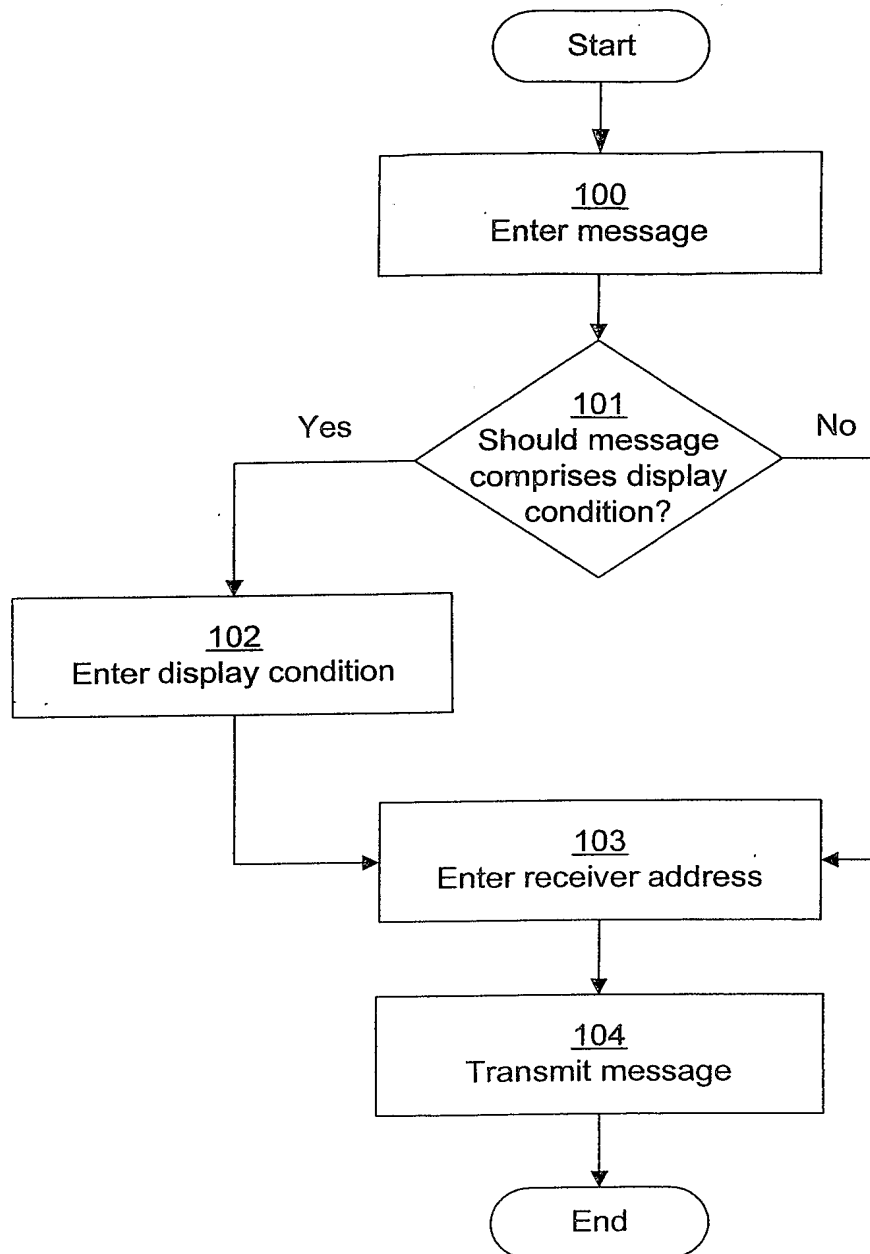 Start
100
Enter message
101
Should message
comprises display
condition?
Yes
No
102
Enter display condition
103
Enter receiver address
104
Transmit message
End